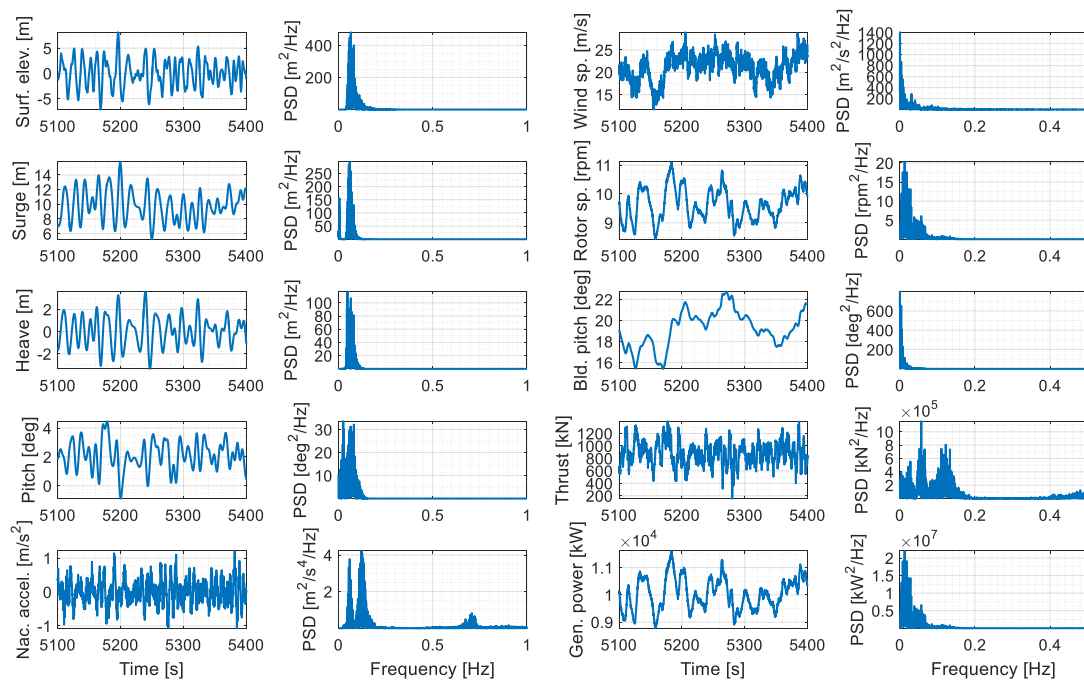 Surf. elev. [m]
5
0
-5
5100 5200 5300 5400
PSD [m²/Hz]
400
200
0 0.5 1
Wind sp. [m/s]
25
20
15
5100 5200 5300 5400
PSD [m²/s²/Hz]
1400
1200
1000
800
600
400
200
0 0.2 0.4
Surge [m]
14
12
10
8
6
5100 5200 5300 5400
PSD [m²/Hz]
250
200
150
100
50
0 0.5 1
Rotor sp. [rpm]
11
10
9
5100 5200 5300 5400
PSD [rpm²/Hz]
20
15
10
5
0 0.2 0.4
Heave [m]
2
0
-2
5100 5200 5300 5400
PSD [m²/Hz]
100
80
60
40
20
0 0.5 1
Bld. pitch [deg]
22
20
18
16
5100 5200 5300 5400
PSD [deg²/Hz]
600
400
200
0 0.2 0.4
Pitch [deg]
4
2
0
5100 5200 5300 5400
PSD [deg²/Hz]
30
20
10
0 0.5 1
Thrust [kN]
1200
1000
800
600
400
200
5100 5200 5300 5400
PSD [kN²/Hz]
×10⁵
10
8
6
4
2
0 0.2 0.4
Nac. accel. [m/s²]
1
0
-1
5100 5200 5300 5400
Time [s]
PSD [m²/s⁴/Hz]
4
2
0 0.5 1
Frequency [Hz]
Gen. power [kW]
×10⁴
1.1
1
0.9
5100 5200 5300 5400
Time [s]
PSD [kW²/Hz]
×10⁷
2
1.5
1
0.5
0 0.2 0.4
Frequency [Hz]